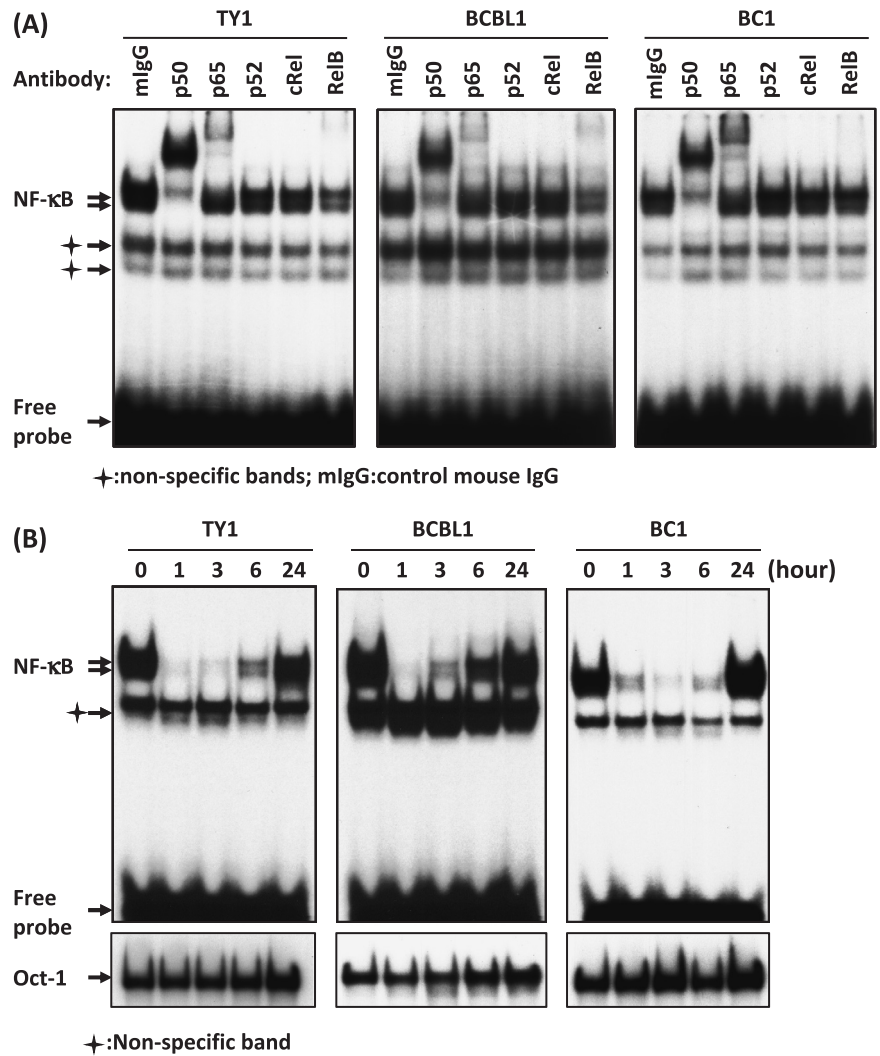 (A)
TY1 BCBL1 BC1
Antibody: mIgG p50 p65 p52 cRel RelB mIgG p50 p65 p52 cRel RelB mIgG p50 p65 p52 cRel RelB
NF-κB
Free
probe
:non-specific bands; mIgG:control mouse IgG
(B)
TY1 BCBL1 BC1
0 1 3 6 24 0 1 3 6 24 0 1 3 6 24 (hour)
NF-κB
Free
probe
Oct-1
:Non-specific band